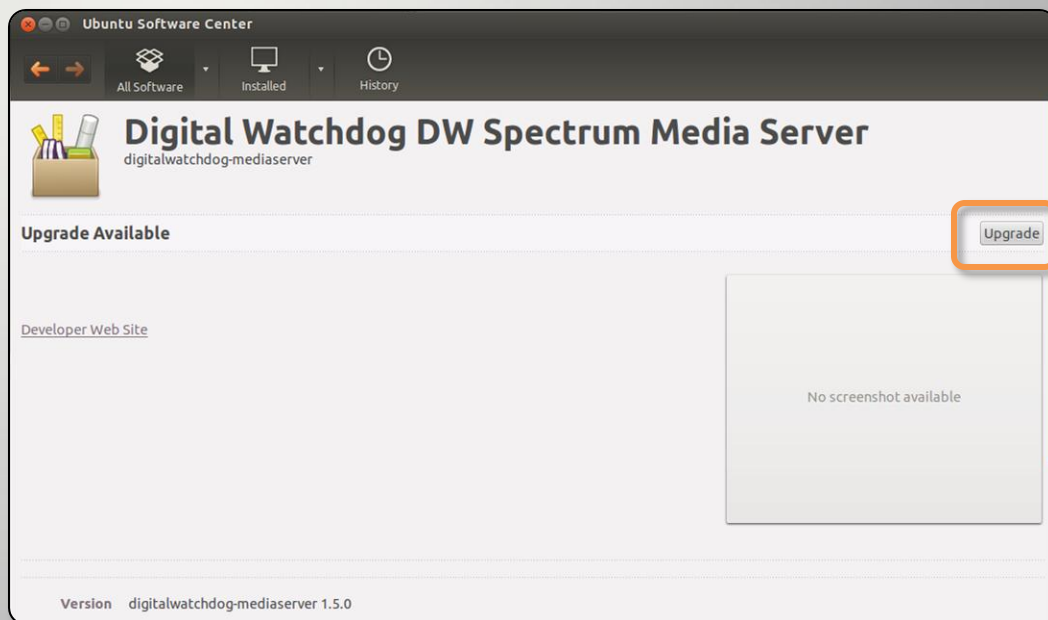 Ubuntu Software Center
All Software
Installed
History
Digital Watchdog DW Spectrum Media Server
digitalwatchdog-mediaserver
Upgrade Available
Upgrade
Developer Web Site
No screenshot available
Version digitalwatchdog-mediaserver 1.5.0